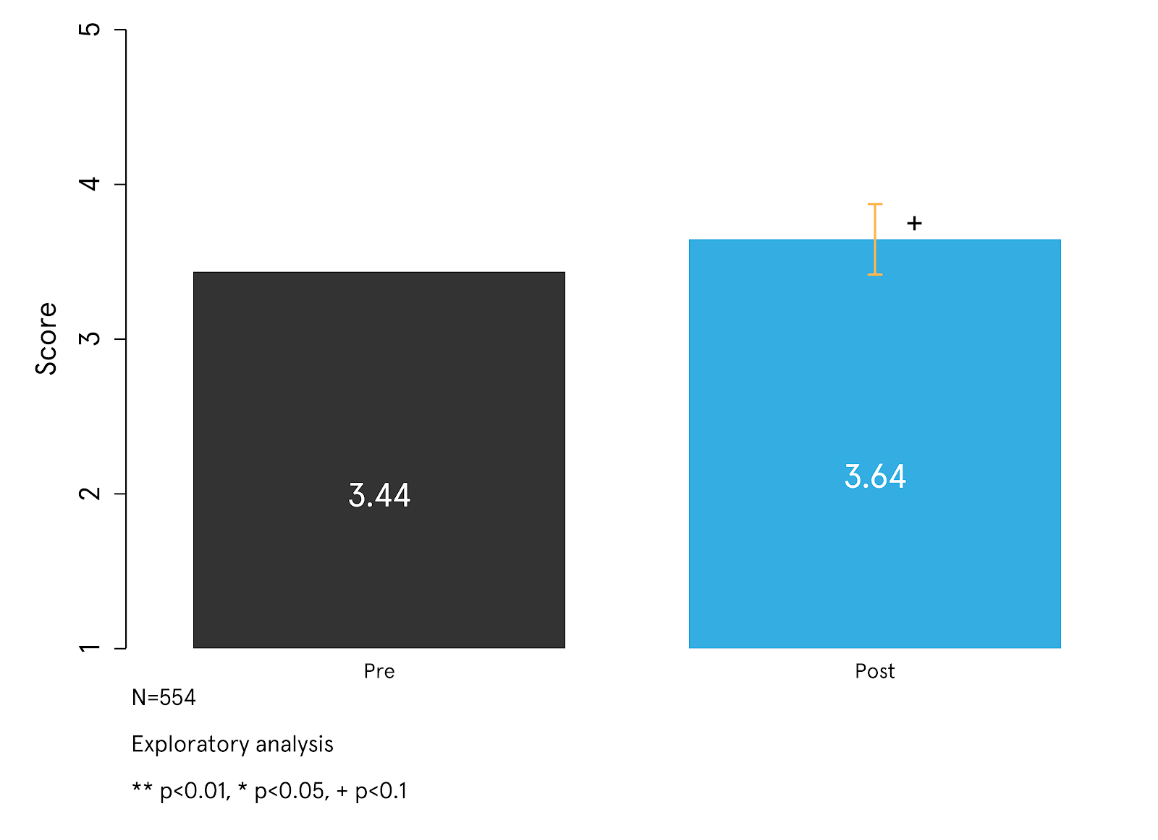 5
4
3
2
1
Score
3.44
3.64
+
Pre
Post
N=554
Exploratory analysis
** p<0.01, * p<0.05, + p<0.1